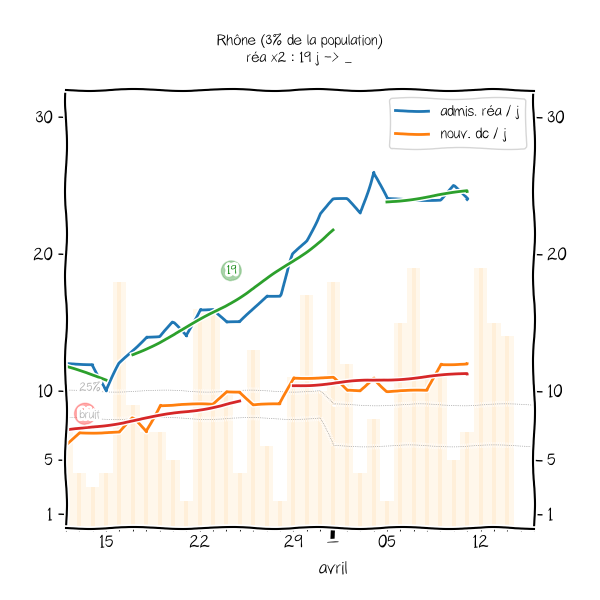 Rhône (3% de la population)
réa x2 : 19 j -> _
admis. réa / j
nouv. dc / j
30
30
20
20
19
25%
10
10
bruit
5
5
1
1
15
22
29
05
12
avril